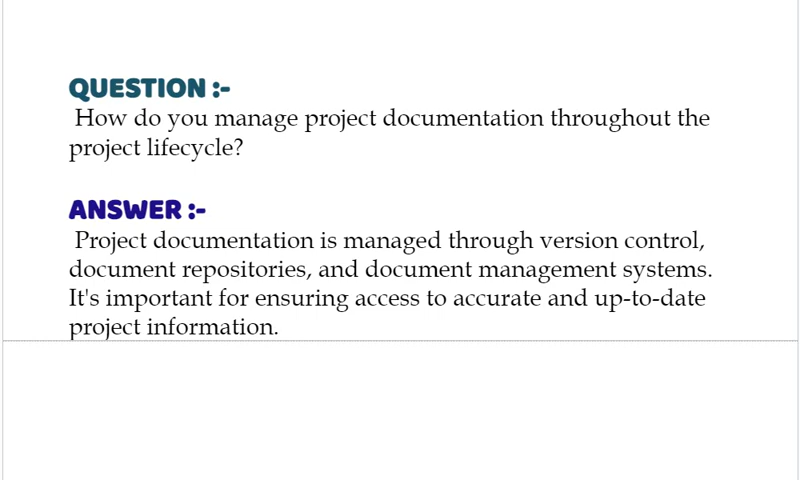 QUESTION :-
How do you manage project documentation throughout the
project lifecycle?
ANSWER :-
Project documentation is managed through version control,
document repositories, and document management systems.
It's important for ensuring access to accurate and up-to-date
project information.